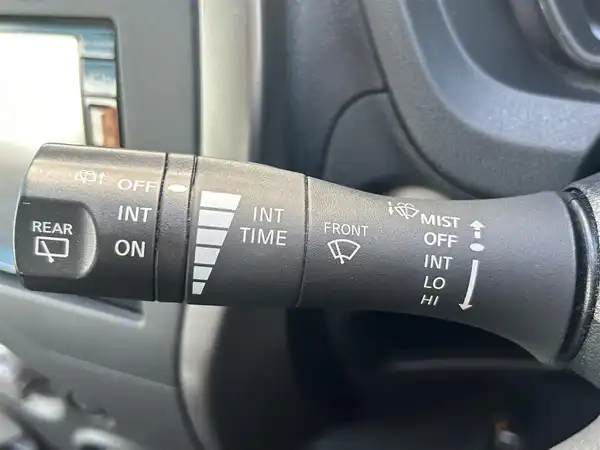 REAR
OFF
INT
ON
INT
TIME
FRONT
MIST
OFF
INT
LO
HI